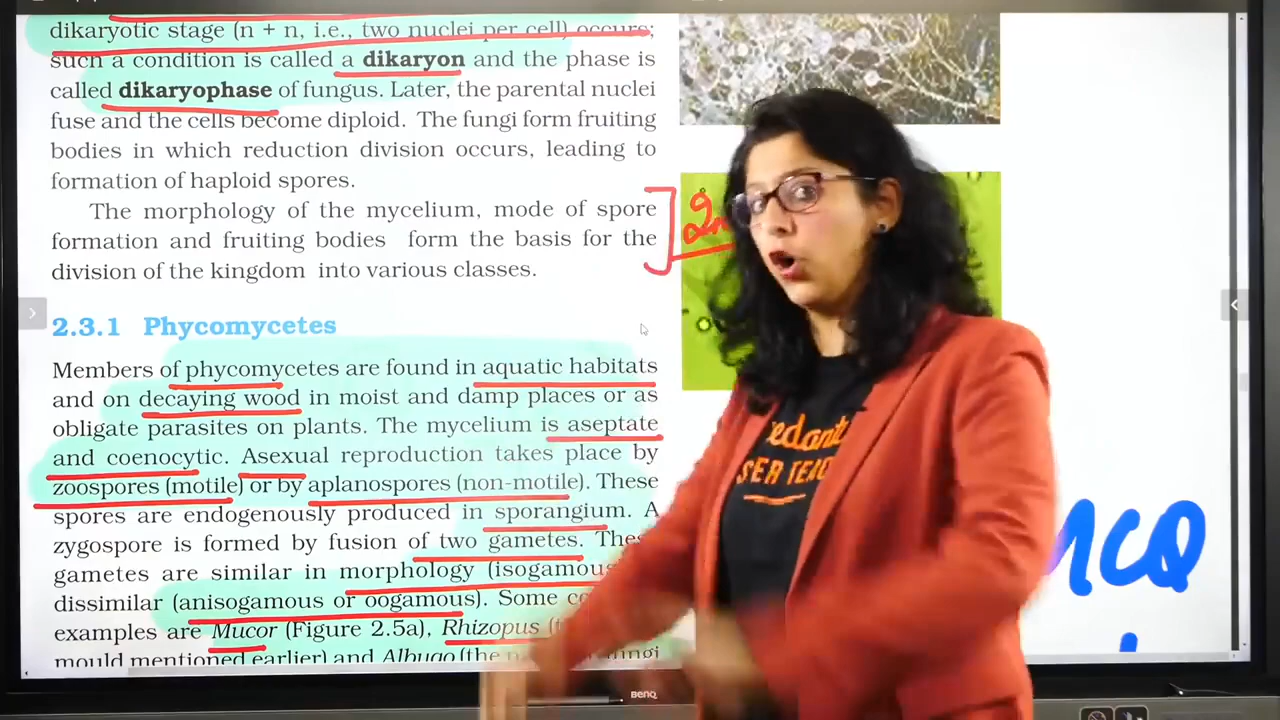 dikaryotic stage (n + n, i.e., two nuclei per cell) occurs;
such a condition is called a dikaryon and the phase is
called dikaryophase of fungus. Later, the parental nuclei
fuse and the cells become diploid. The fungi form fruiting
bodies in which reduction division occurs, leading to
formation of haploid spores.
The morphology of the mycelium, mode of spore
formation and fruiting bodies form the basis for the
division of the kingdom into various classes.
2.3.1 Phycomycetes
Members of phycomycetes are found in aquatic habitats
and on decaying wood in moist and damp places or as
obligate parasites on plants. The mycelium is aseptate
and coenocytic. Asexual reproduction takes place by
zoospores (motile) or by aplanospores (non-motile). These
spores are endogenously produced in sporangium. A
zygospore is formed by fusion of two gametes.
gametes are similar in morphology (isogamous
dissimilar (anisogamous or oogamous). Some
examples are Mucor (Figure 2.5a), Rhizopus
mould mentioned earlier) and Albugo (the
MCQ
BENQ